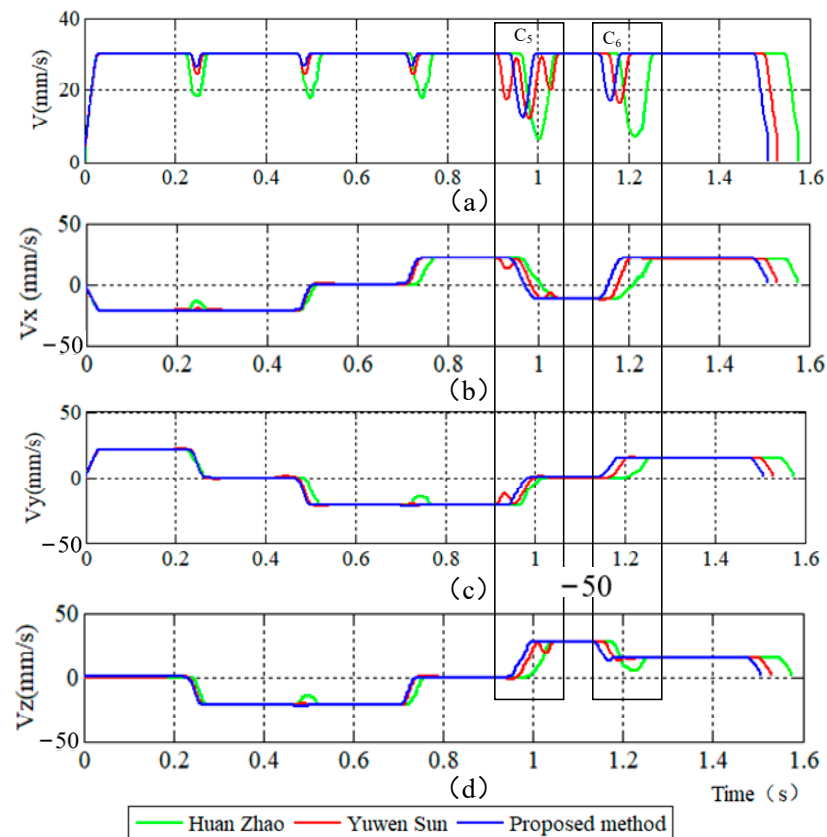 40
C5
C6
V(mm/s)
20
0
0 0.2 0.4 0.6 0.8 1 1.2 1.4 1.6
(a)
50
Vx (mm/s)
0
−50
0 0.2 0.4 0.6 0.8 1 1.2 1.4 1.6
(b)
50
Vy(mm/s)
0
−50
0 0.2 0.4 0.6 0.8 1 1.2 1.4 1.6
(c)
−50
50
Vz(mm/s)
0
−50
0 0.2 0.4 0.6 0.8 1 1.2 1.4 1.6
(d)
Time (s)
Huan Zhao Yuwen Sun Proposed method